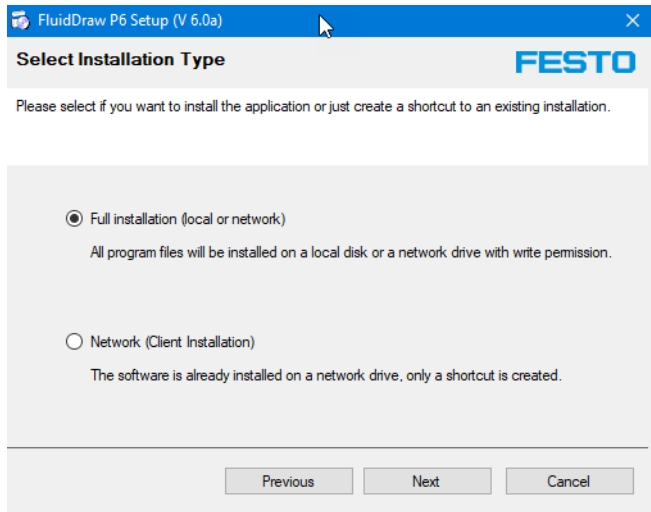 FluidDraw P6 Setup (V 6.0a)
Select Installation Type
FESTO
Please select if you want to install the application or just create a shortcut to an existing installation.
Full installation (local or network)
All program files will be installed on a local disk or a network drive with write permission.
Network (Client Installation)
The software is already installed on a network drive, only a shortcut is created.
Previous
Next
Cancel